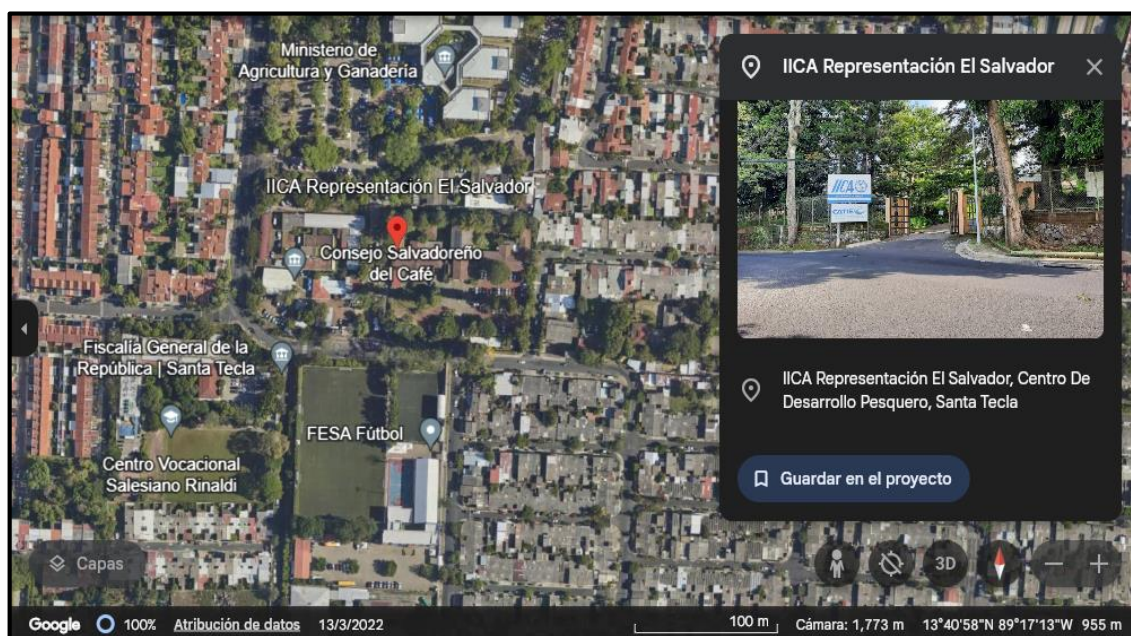 Ministerio de
Agricultura y Ganadería
IICA Representación El Salvador
Consejo Salvadoreño
del Café
Fiscalía General de la
República | Santa Tecla
FESA Fútbol
Centro Vocacional
Salesiano Rinaldi
IICA Representación El Salvador
IICA
IICA Representación El Salvador, Centro De
Desarrollo Pesquero, Santa Tecla
Guardar en el proyecto
Capas
3D
Google
100%
Atribución de datos
13/3/2022
100 m
Cámara: 1,773 m
13°40'58"N 89°17'13"W
955 m